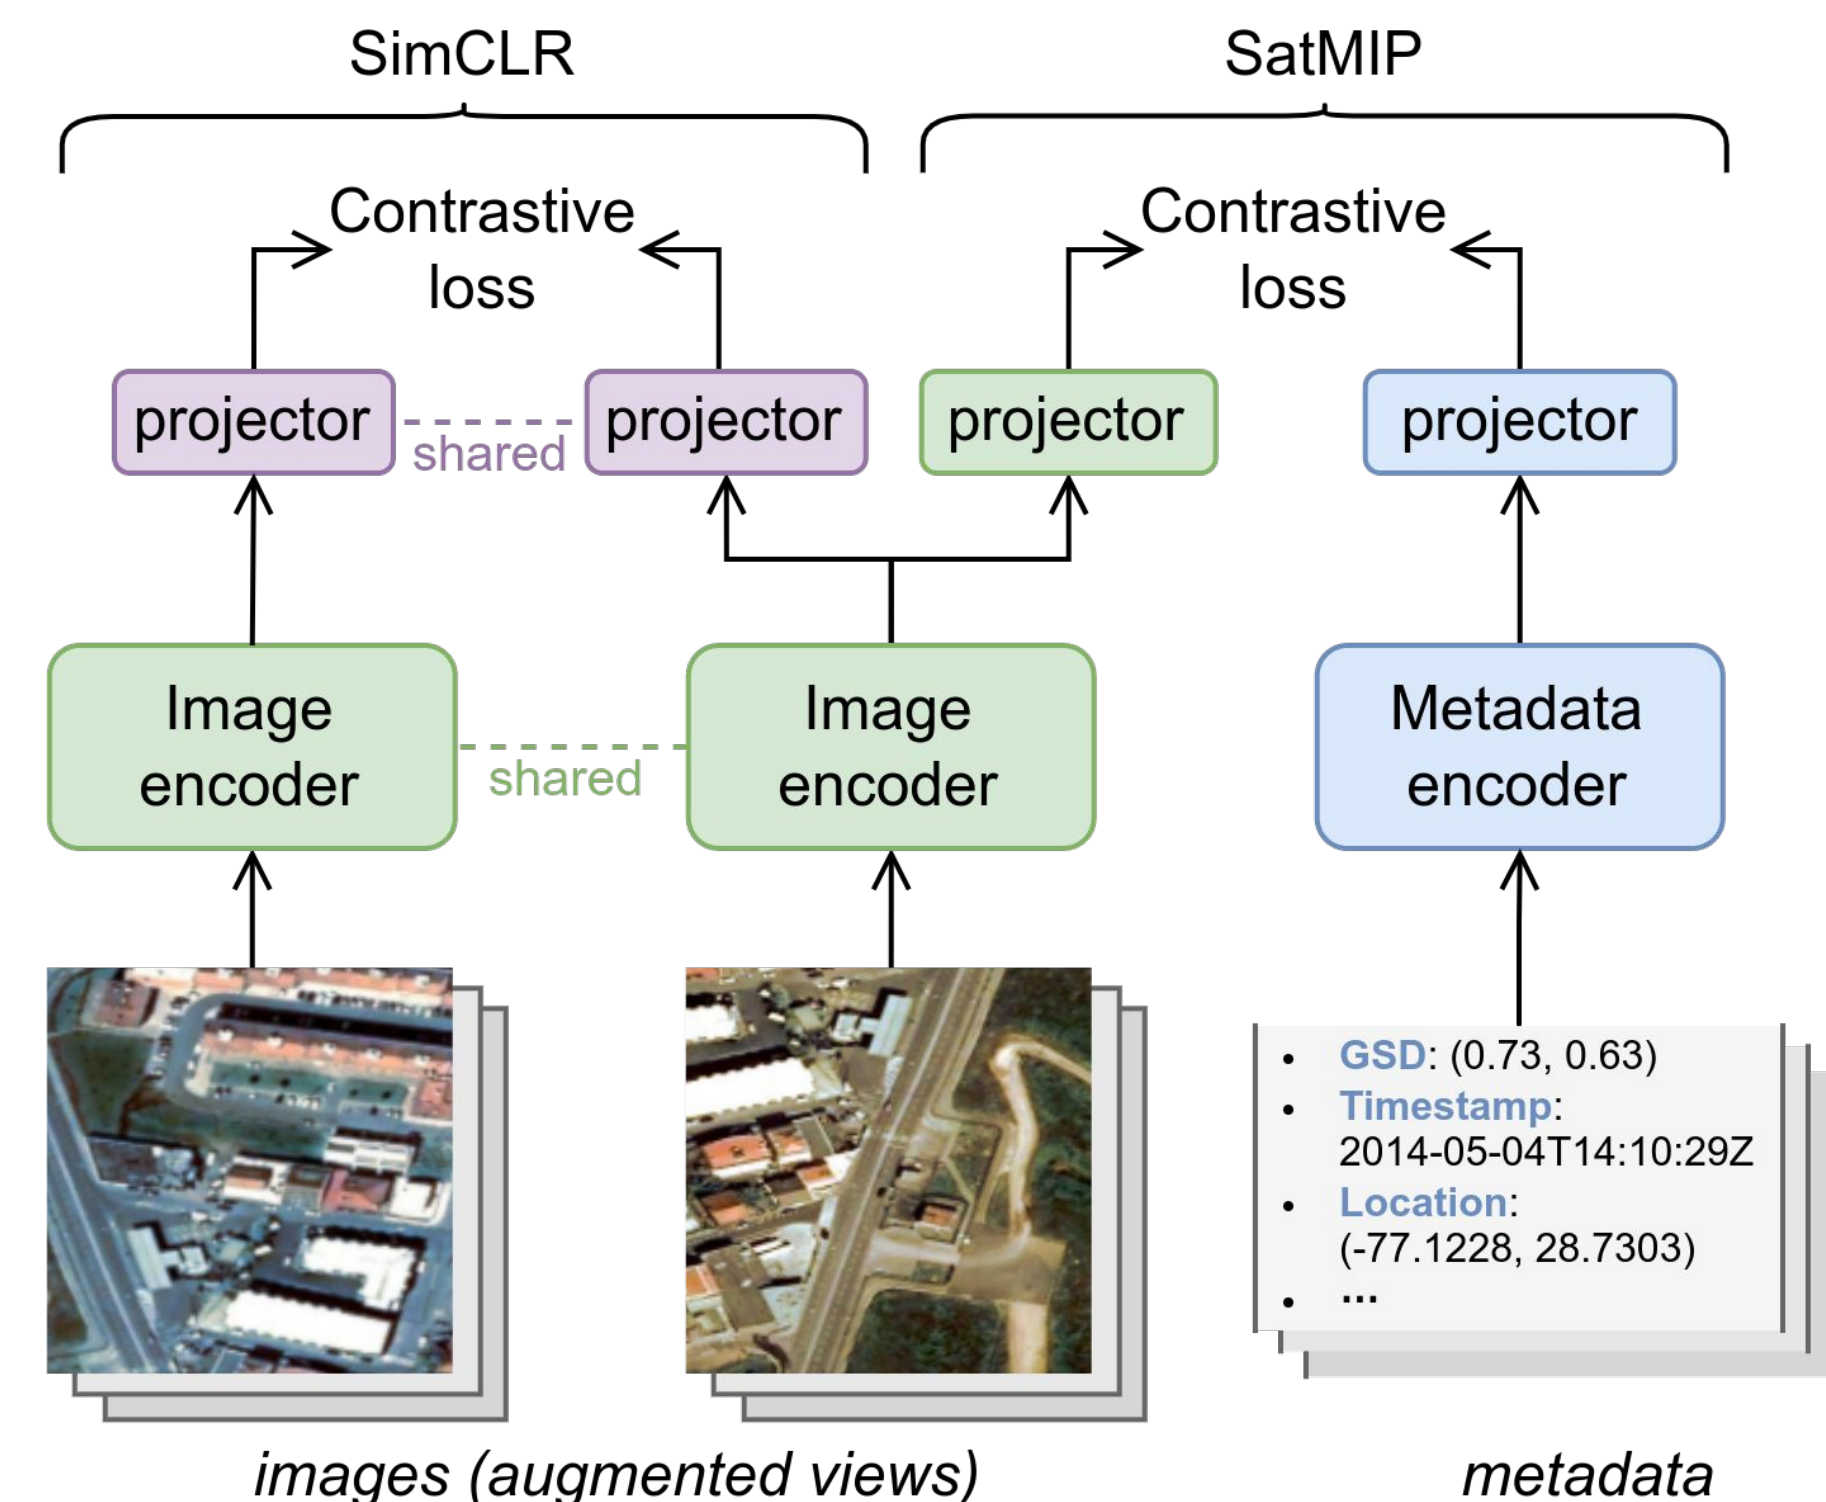 SimCLR
SatMIP
Contrastive
loss
Contrastive
loss
projector
shared
projector
projector
projector
Image
encoder
shared
Image
encoder
Metadata
encoder
• GSD: (0.73, 0.63)
• Timestamp:
2014-05-04T14:10:29Z
• Location:
(-77.1228, 28.7303)
• ...
images (augmented views)
metadata